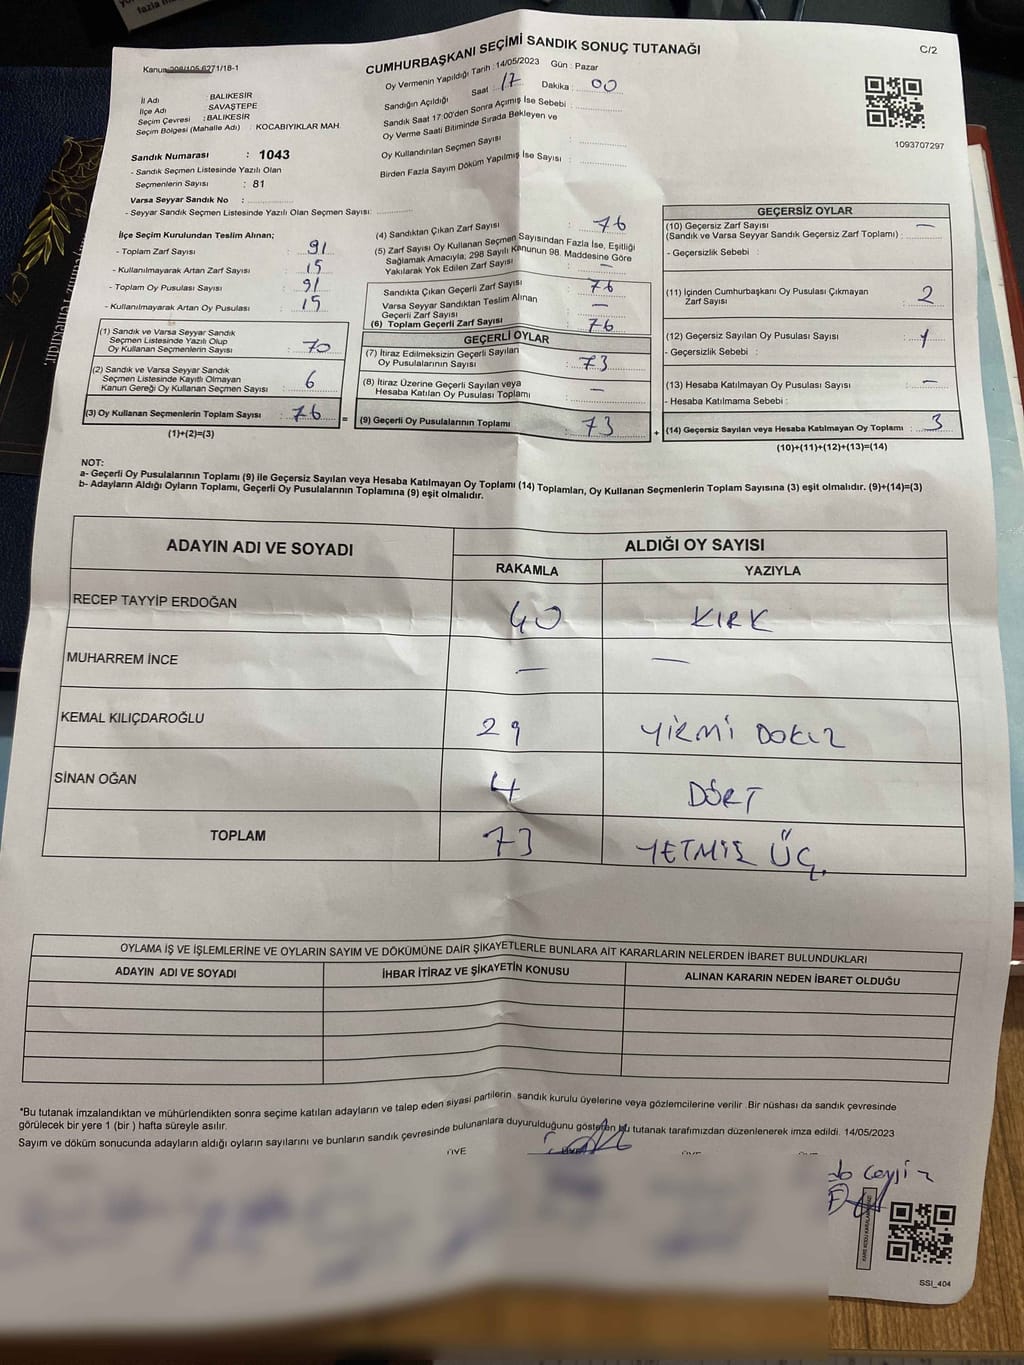 fazla
CUMHURBAŞKANI SEÇİMİ SANDIK SONUÇ TUTANAĞI
C/2
Kanus 298/105-6271/18-1
Oy Vermenin Yapıldığı Tarih : 14/05/2023 Gün : Pazar
Sandığın Açıldığı Saat : 17 Dakika : 00
Sandık Saat 17.00'den Sonra Açımış İse Sebebi :
Oy Verme Saati Bitiminde Sırada Bekleyen ve
Oy Kullandırılan Seçmen Sayısı :
Birden Fazla Sayım Döküm Yapılmış İse Sayısı :
İl Adı : BALIKESİR
İlçe Adı : SAVAŞTEPE
Seçim Çevresi : BALIKESİR
Seçim Bölgesi (Mahalle Adı) : KOCABIYIKLAR MAH.
1093707297
Sandık Numarası : 1043
- Sandık Seçmen Listesinde Yazılı Olan
Seçmenlerin Sayısı : 81
Varsa Seyyar Sandık No :
- Seyyar Sandık Seçmen Listesinde Yazılı Olan Seçmen Sayısı:
İlçe Seçim Kurulundan Teslim Alınan;
- Toplam Zarf Sayısı : 91
- Kullanılmayarak Artan Zarf Sayısı : 15
- Toplam Oy Pusulası Sayısı : 91
- Kullanılmayarak Artan Oy Pusulası : 15
(1) Sandık ve Varsa Seyyar Sandık
Seçmen Listesinde Yazılı Olup
Oy Kullanan Seçmenlerin Sayısı : 70
(2) Sandık ve Varsa Seyyar Sandık
Seçmen Listesinde Kayıtlı Olmayan
Kanun Gereği Oy Kullanan Seçmen Sayısı : 6
(3) Oy Kullanan Seçmenlerin Toplam Sayısı : 76 =
(1)+(2)=(3)
(4) Sandıktan Çıkan Zarf Sayısı : 76
(5) Zarf Sayısı Oy Kullanan Seçmen Sayısından Fazla İse, Eşitliği
Sağlamak Amacıyla; 298 Sayılı Kanunun 98. Maddesine Göre
Yakılarak Yok Edilen Zarf Sayısı : —
Sandıkta Çıkan Geçerli Zarf Sayısı : 76
Varsa Seyyar Sandıktan Teslim Alınan
Geçerli Zarf Sayısı : —
(6) Toplam Geçerli Zarf Sayısı : 76
GEÇERLİ OYLAR
(7) İtiraz Edilmeksizin Geçerli Sayılan
Oy Pusulalarının Sayısı : 73
(8) İtiraz Üzerine Geçerli Sayılan veya
Hesaba Katılan Oy Pusulası Toplamı : —
(9) Geçerli Oy Pusulalarının Toplamı : 73 +
GEÇERSİZ OYLAR
(10) Geçersiz Zarf Sayısı
(Sandık ve Varsa Seyyar Sandık Geçersiz Zarf Toplamı) : —
- Geçersizlik Sebebi :
(11) İçinden Cumhurbaşkanı Oy Pusulası Çıkmayan
Zarf Sayısı : 2
(12) Geçersiz Sayılan Oy Pusulası Sayısı : 1
- Geçersizlik Sebebi :
(13) Hesaba Katılmayan Oy Pusulası Sayısı : —
- Hesaba Katılmama Sebebi :
(14) Geçersiz Sayılan veya Hesaba Katılmayan Oy Toplamı : 3
(10)+(11)+(12)+(13)=(14)
NOT:
a- Geçerli Oy Pusulalarının Toplamı (9) ile Geçersiz Sayılan veya Hesaba Katılmayan Oy Toplamı (14) Toplamları, Oy Kullanan Seçmenlerin Toplam Sayısına (3) eşit olmalıdır. (9)+(14)=(3)
b- Adayların Aldığı Oyların Toplamı, Geçerli Oy Pusulalarının Toplamına (9) eşit olmalıdır.
ADAYIN ADI VE SOYADI ALDIĞI OY SAYISI
RAKAMLA YAZIYLA
RECEP TAYYİP ERDOĞAN 40 KIRK
MUHARREM İNCE — —
KEMAL KILIÇDAROĞLU 29 YİRMİ DOKUZ
SİNAN OĞAN 4 DÖRT
TOPLAM 73 YETMİŞ ÜÇ.
OYLAMA İŞ VE İŞLEMLERİNE VE OYLARIN SAYIM VE DÖKÜMÜNE DAİR ŞİKAYETLERLE BUNLARA AİT KARARLARIN NELERDEN İBARET BULUNDUKLARI
ADAYIN ADI VE SOYADI İHBAR İTİRAZ VE ŞİKAYETİN KONUSU ALINAN KARARIN NEDEN İBARET OLDUĞU
*Bu tutanak imzalandıktan ve mühürlendikten sonra seçime katılan adayların ve talep eden siyasi partilerin sandık kurulu üyelerine veya gözlemcilerine verilir .Bir nüshası da sandık çevresinde
görülecek bir yere 1 (bir ) hafta süreyle asılır.
Sayım ve döküm sonucunda adayların aldığı oyların sayılarını ve bunların sandık çevresinde bulunanlara duyurulduğunu gösteren bu tutanak tarafımızdan düzenlenerek imza edildi. 14/05/2023
ÜYE
SSI_404